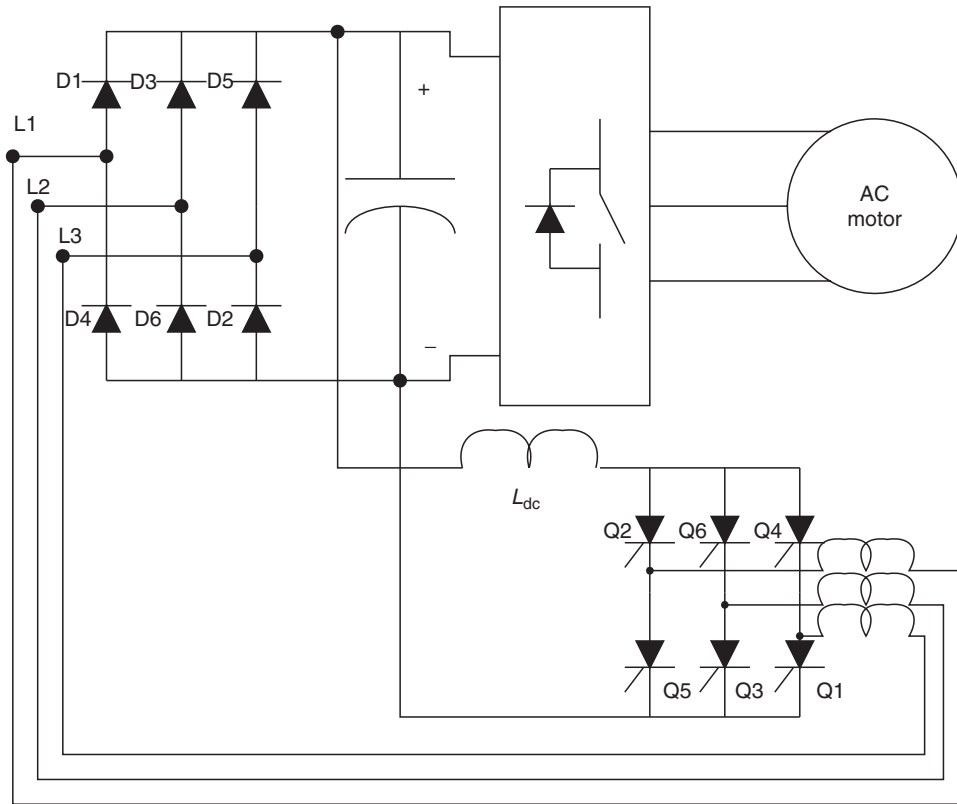 D1 D3 D5
+
L1
L2
AC
motor
L3
D4 D6 D2
−
Ldc
Q2 Q6 Q4
Q5 Q3 Q1